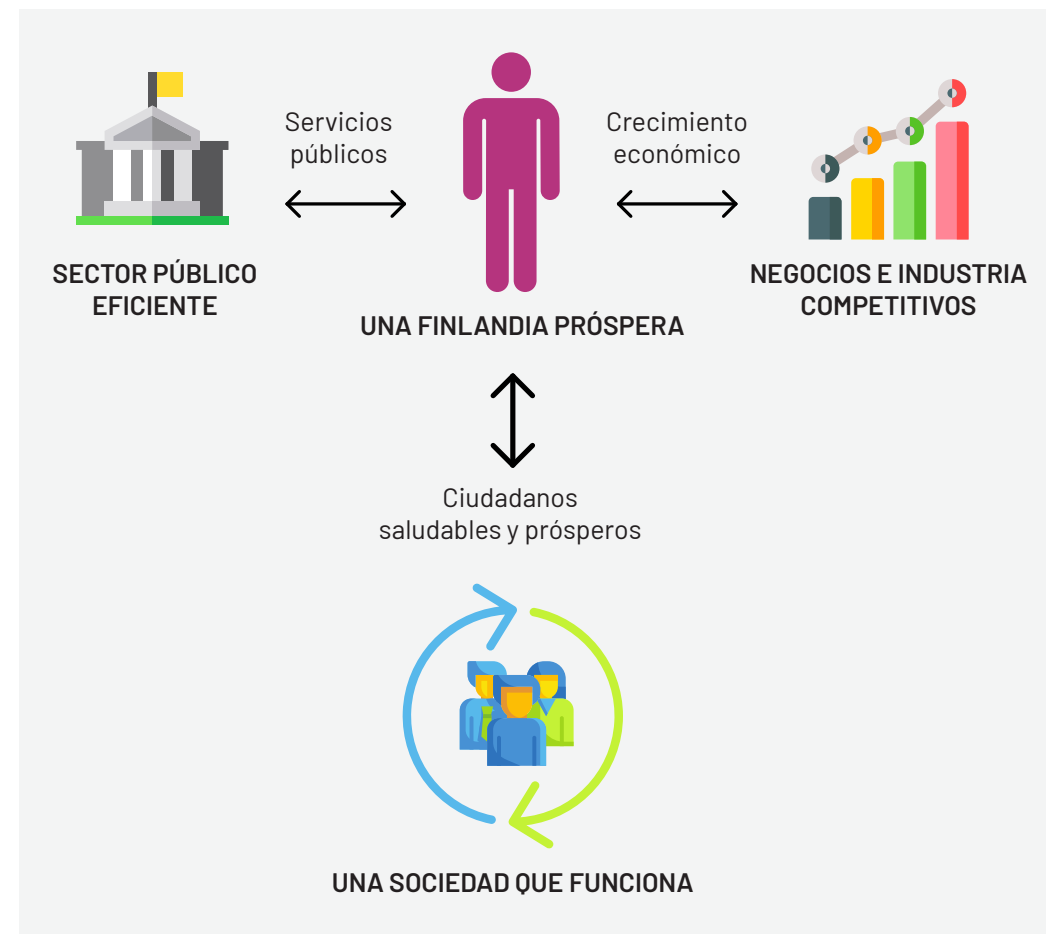 Servicios
públicos
Crecimiento
económico
SECTOR PÚBLICO
EFICIENTE
UNA FINLANDIA PRÓSPERA
NEGOCIOS E INDUSTRIA
COMPETITIVOS
Ciudadanos
saludables y prósperos
UNA SOCIEDAD QUE FUNCIONA